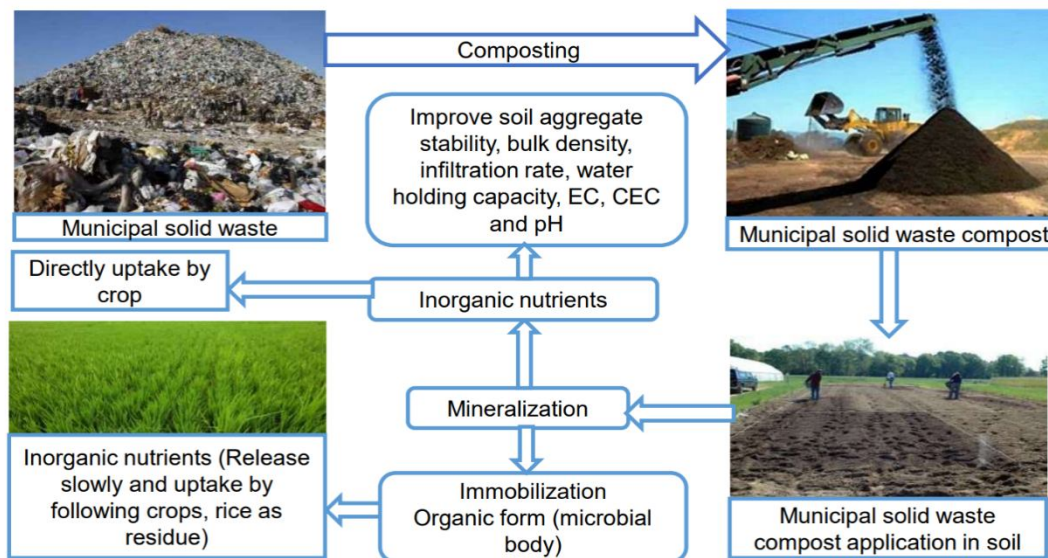 Composting
Municipal solid waste
Improve soil aggregate
stability, bulk density,
infiltration rate, water
holding capacity, EC, CEC
and pH
Municipal solid waste compost
Directly uptake by
crop
Inorganic nutrients
Mineralization
Inorganic nutrients (Release
slowly and uptake by
following crops, rice as
residue)
Immobilization
Organic form (microbial
body)
Municipal solid waste
compost application in soil